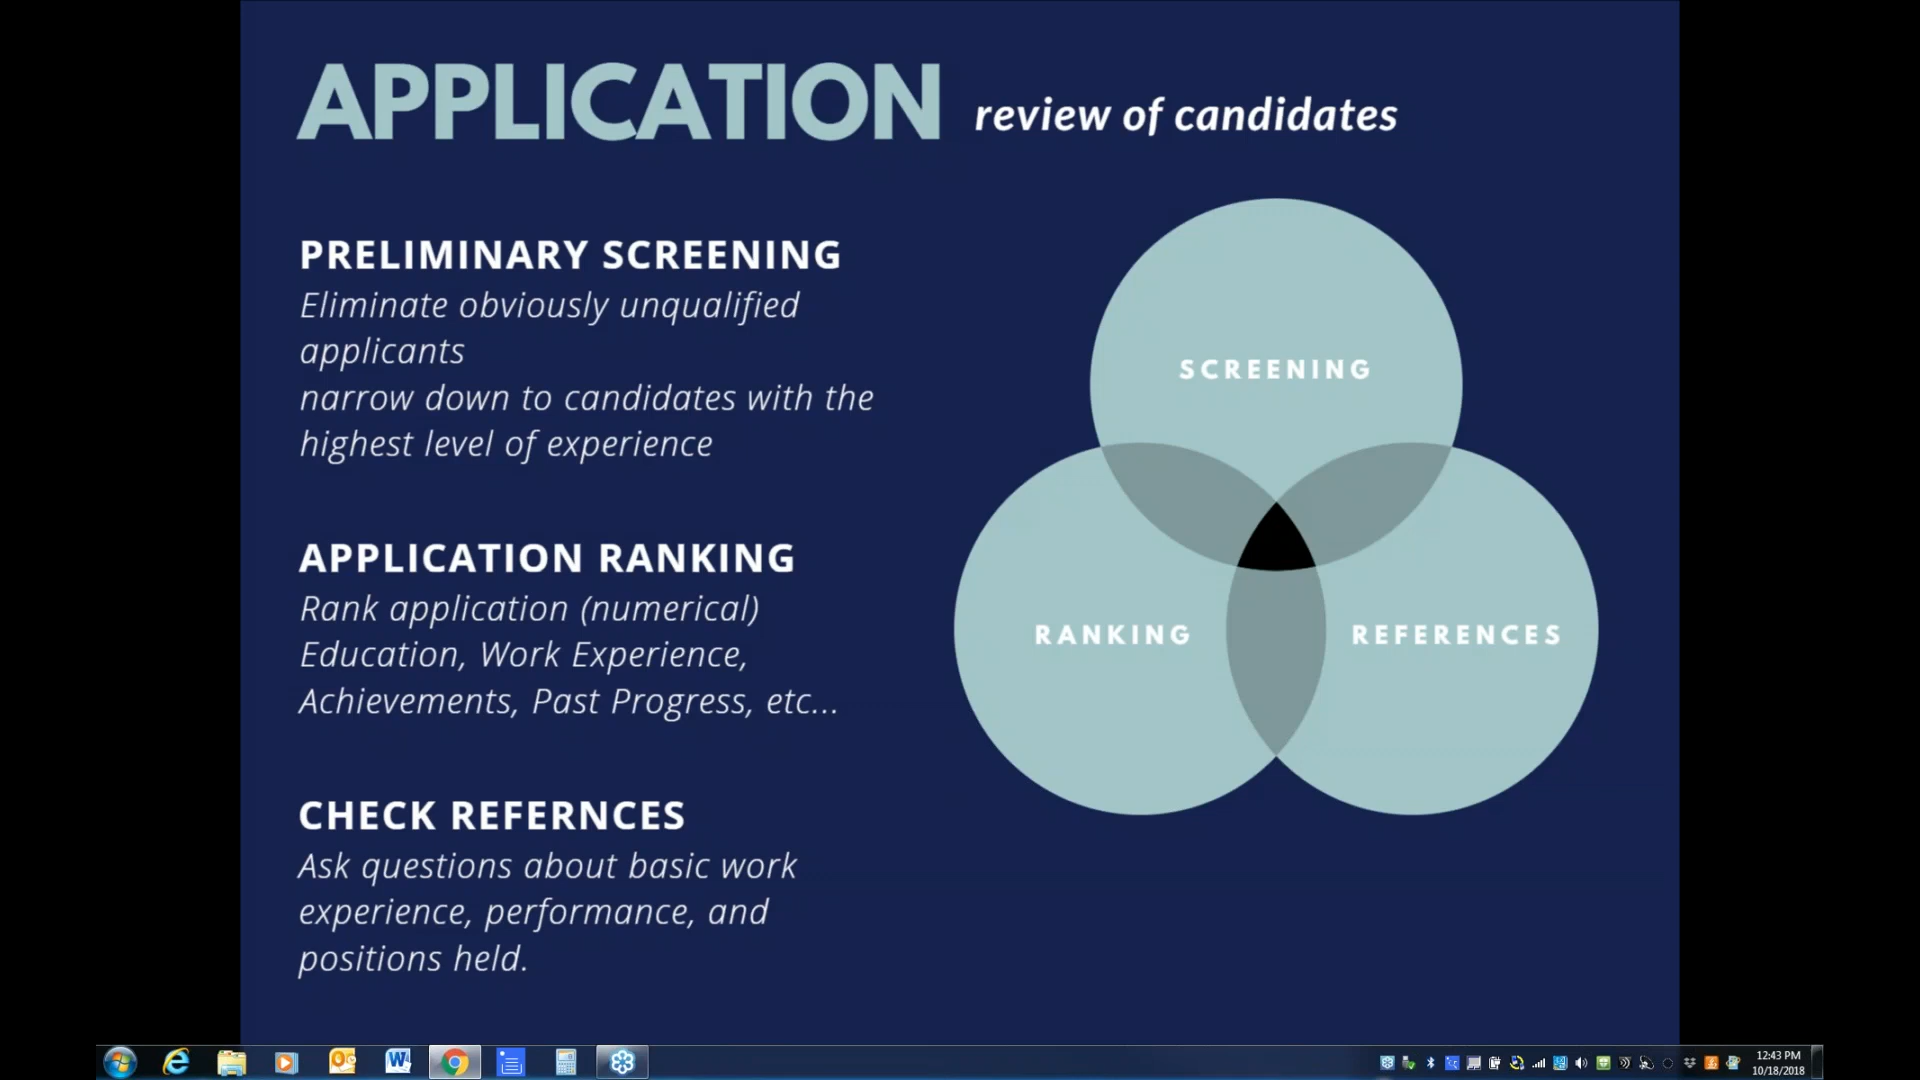 APPLICATION review of candidates
PRELIMINARY SCREENING
Eliminate obviously unqualified
applicants
narrow down to candidates with the
highest level of experience
APPLICATION RANKING
Rank application (numerical)
Education, Work Experience,
Achievements, Past Progress, etc...
CHECK REFERNCES
Ask questions about basic work
experience, performance, and
positions held.
SCREENING
RANKING
REFERENCES
12:43 PM
10/18/2018